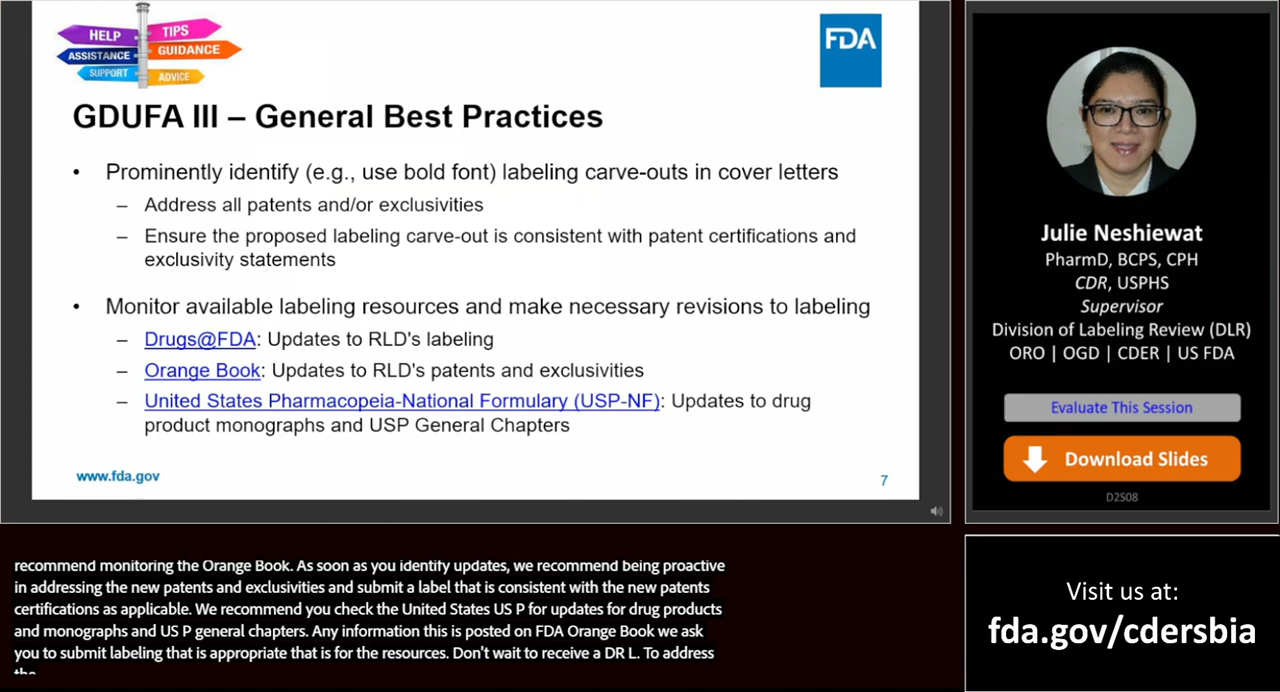 HELP
TIPS
ASSISTANCE
GUIDANCE
SUPPORT
ADVICE
FDA
GDUFA III – General Best Practices
• Prominently identify (e.g., use bold font) labeling carve-outs in cover letters
– Address all patents and/or exclusivities
– Ensure the proposed labeling carve-out is consistent with patent certifications and
exclusivity statements
• Monitor available labeling resources and make necessary revisions to labeling
– Drugs@FDA: Updates to RLD's labeling
– Orange Book: Updates to RLD's patents and exclusivities
– United States Pharmacopeia-National Formulary (USP-NF): Updates to drug
product monographs and USP General Chapters
www.fda.gov
7
Julie Neshiewat
PharmD, BCPS, CPH
CDR, USPHS
Supervisor
Division of Labeling Review (DLR)
ORO | OGD | CDER | US FDA
Evaluate This Session
Download Slides
D2S08
recommend monitoring the Orange Book. As soon as you identify updates, we recommend being proactive
in addressing the new patents and exclusivities and submit a label that is consistent with the new patents
certifications as applicable. We recommend you check the United States US P for updates for drug products
and monographs and US P general chapters. Any information this is posted on FDA Orange Book we ask
you to submit labeling that is appropriate that is for the resources. Don't wait to receive a DR L. To address
Visit us at:
fda.gov/cdersbia